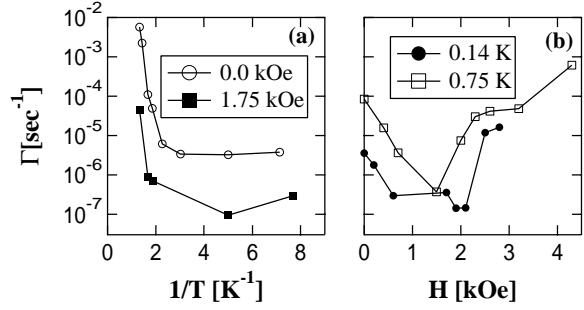 10⁻²
10⁻³
10⁻⁴
10⁻⁵
10⁻⁶
10⁻⁷
Γ[sec⁻¹]
(a)
0.0 kOe
1.75 kOe
0 2 4 6 8
1/T [K⁻¹]
(b)
0.14 K
0.75 K
0 1 2 3 4
H [kOe]